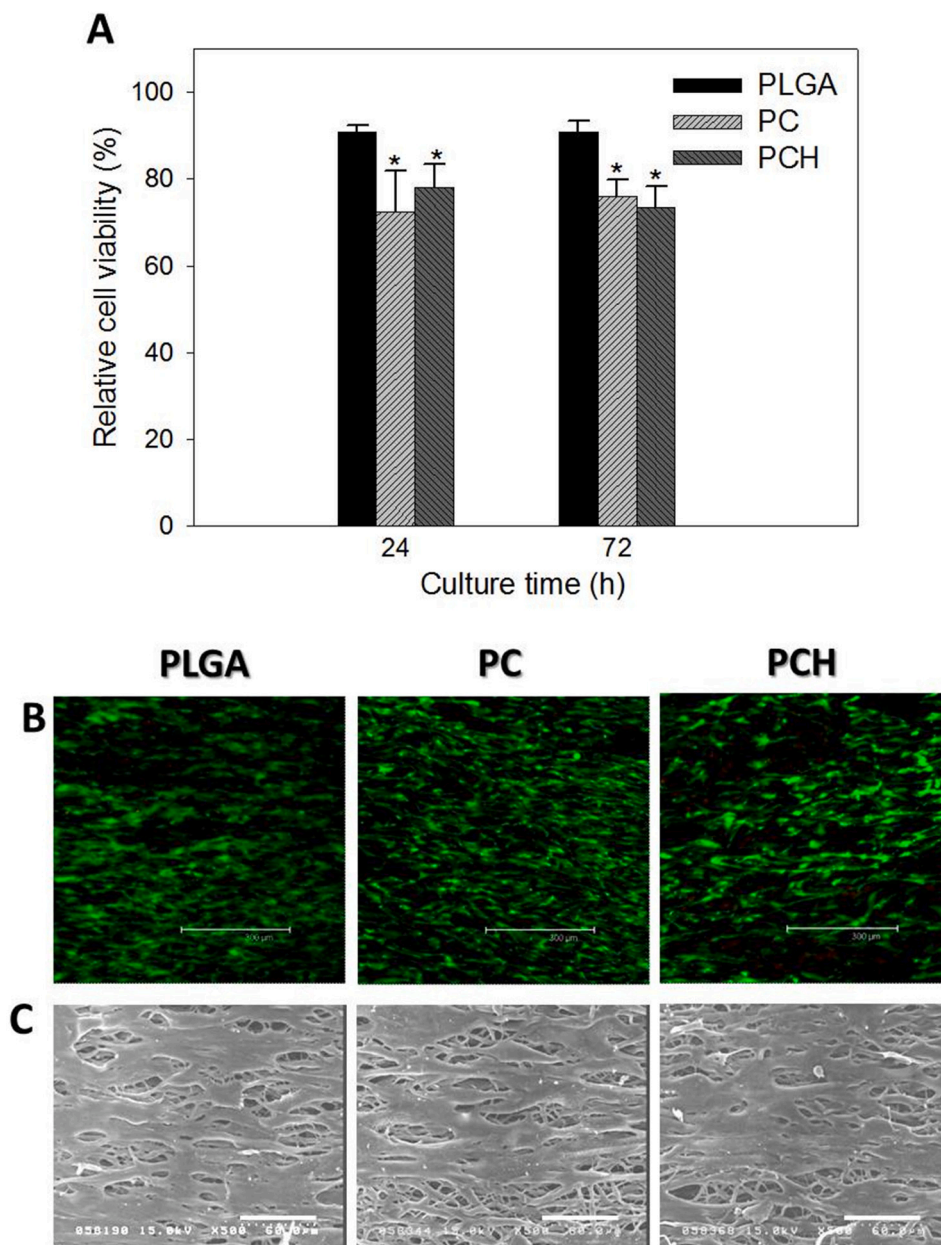 A
Relative cell viability (%)
100
80
60
40
20
0
PLGA
PC
PCH
* *
* *
24 72
Culture time (h)
PLGA PC PCH
B
300 µm 300 µm 300 µm
C
15.0kV X500 60.0µm
15.0kV X500 60.0µm
058368 15.0kV X500 60.0µm